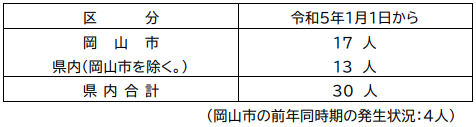 区 分 令和5年1月1日から
岡 山 市 17 人
県内(岡山市を除く。) 13 人
県 内 合 計 30 人
(岡山市の前年同時期の発生状況:4人)